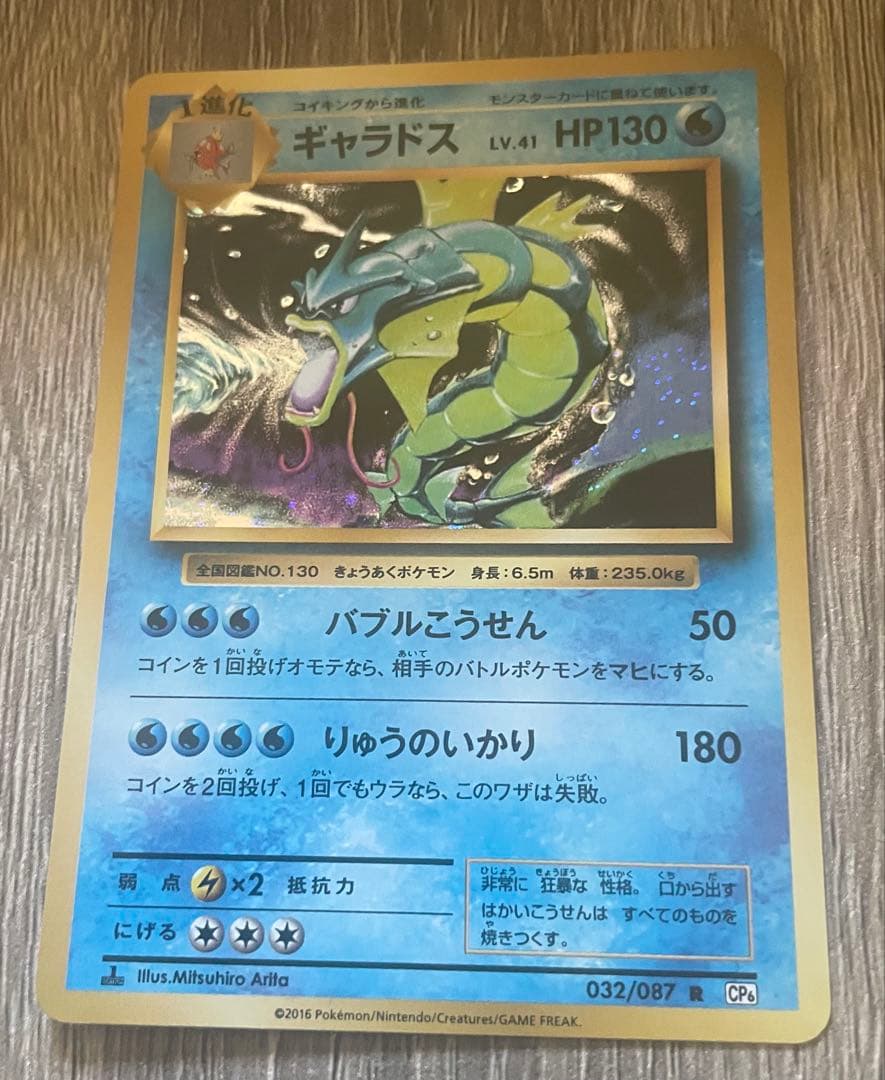 1進化
コイキングから進化
モンスターカードに重ねて使います。
ギャラドス LV.41 HP130
全国図鑑NO.130 きょうあくポケモン 身長:6.5m 体重:235.0kg
バブルこうせん 50
コインを1回投げオモテなら、相手のバトルポケモンをマヒにする。
りゅうのいかり 180
コインを2回投げ、1回でもウラなら、このワザは失敗。
弱点 ×2 抵抗力
にげる
非常に 狂暴な 性格。 口から出す
はかいこうせんは すべてのものを
焼きつくす。
1 EDITION Illus.Mitsuhiro Arita
032/087 R CP6
©2016 Pokémon/Nintendo/Creatures/GAME FREAK.